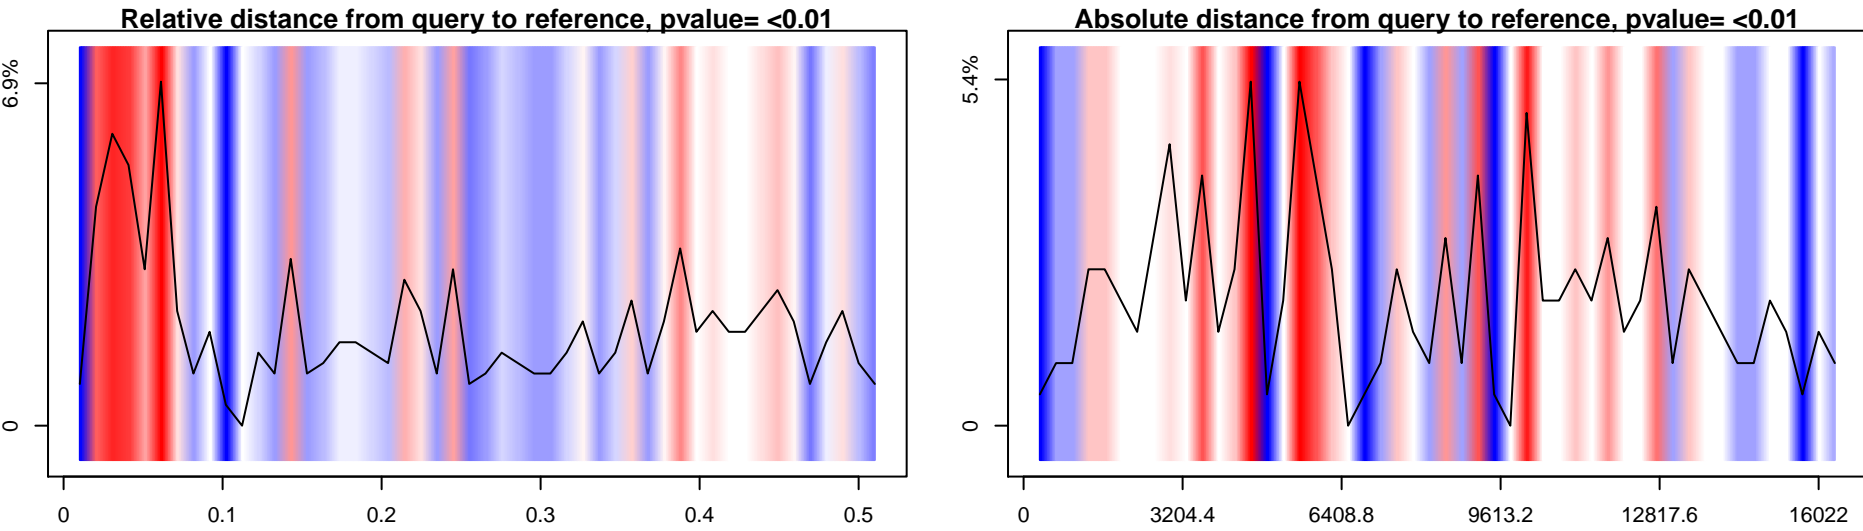 Relative distance from query to reference, pvalue= <0.01
6.9%
0
0 0.1 0.2 0.3 0.4 0.5
Absolute distance from query to reference, pvalue= <0.01
5.4%
0
0 3204.4 6408.8 9613.2 12817.6 16022